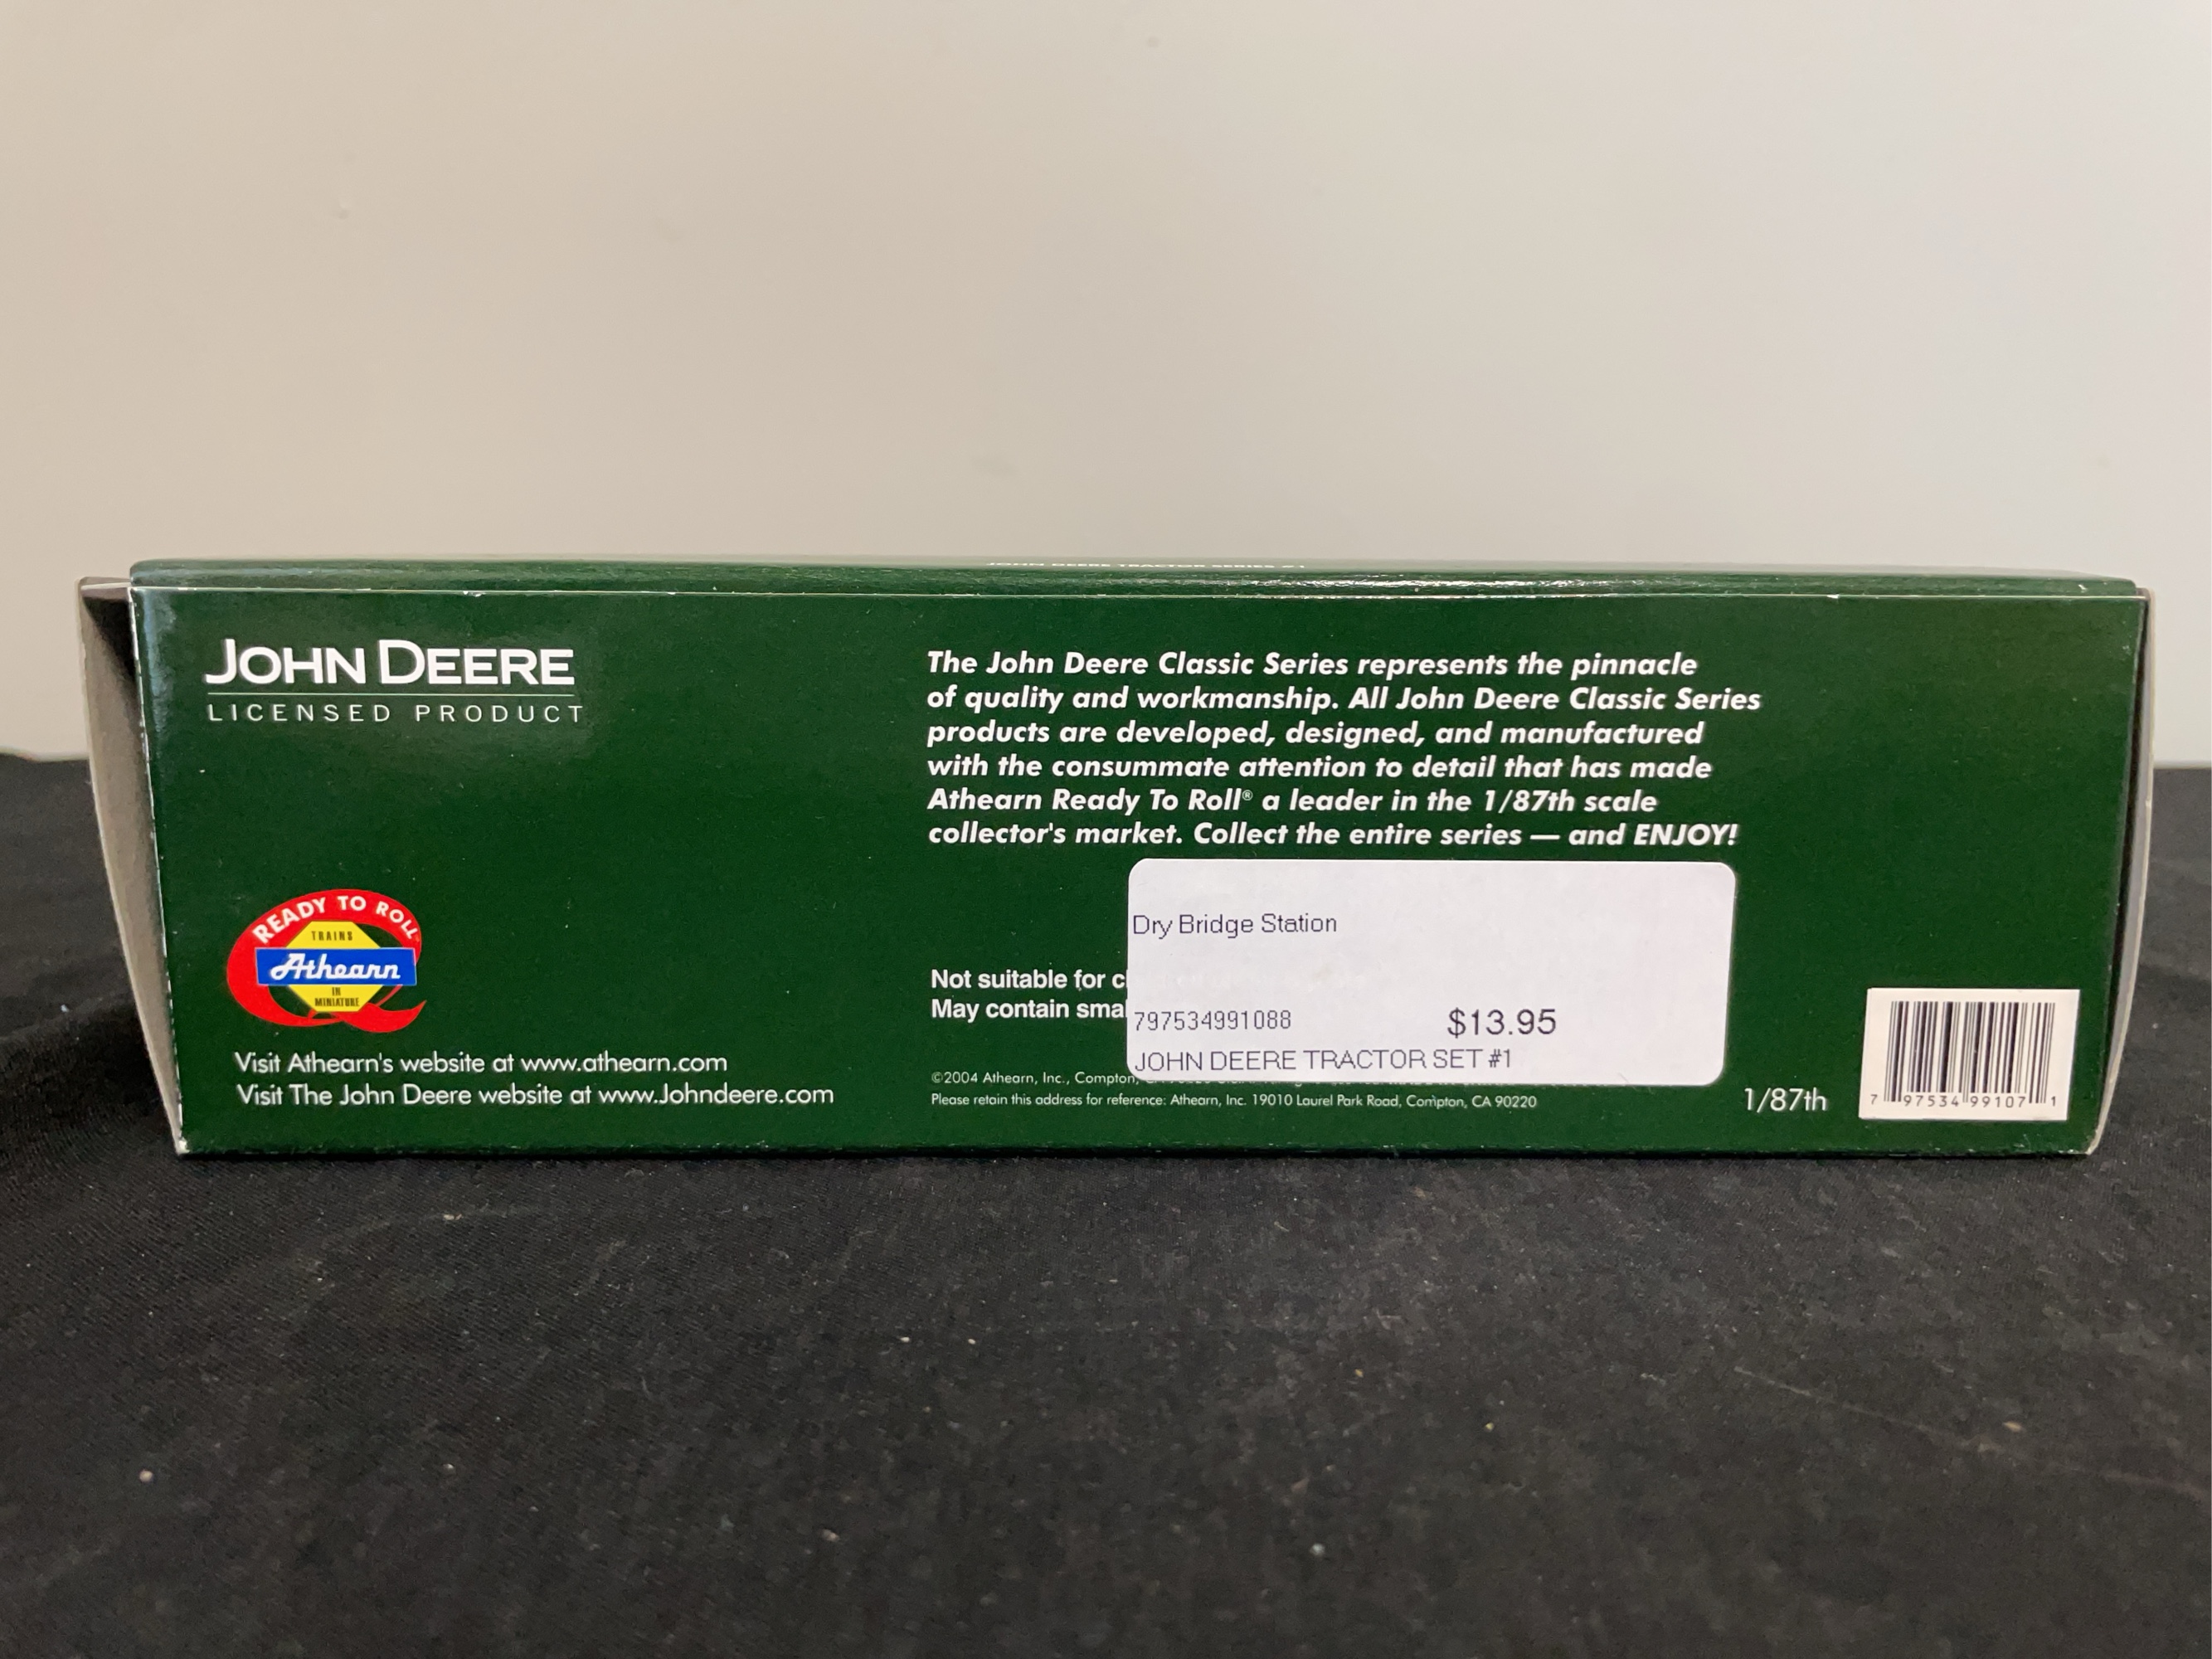 JOHN DEERE TRACTOR SERIES #1
JOHN DEERE
LICENSED PRODUCT
The John Deere Classic Series represents the pinnacle
of quality and workmanship. All John Deere Classic Series
products are developed, designed, and manufactured
with the consummate attention to detail that has made
Athearn Ready To Roll® a leader in the 1/87th scale
collector's market. Collect the entire series — and ENJOY!
READY TO ROLL
TRAINS
Athearn
IN
MINIATURE
Visit Athearn's website at www.athearn.com
Visit The John Deere website at www.Johndeere.com
Not suitable for
May contain
Dry Bridge Station
797534991088 $13.95
JOHN DEERE TRACTOR SET #1
©2004 Athearn, Inc., Compton,
Please retain this address for reference: Athearn, Inc. 19010 Laurel Park Road, Compton, CA 90220
1/87th
7 97534 99107 1